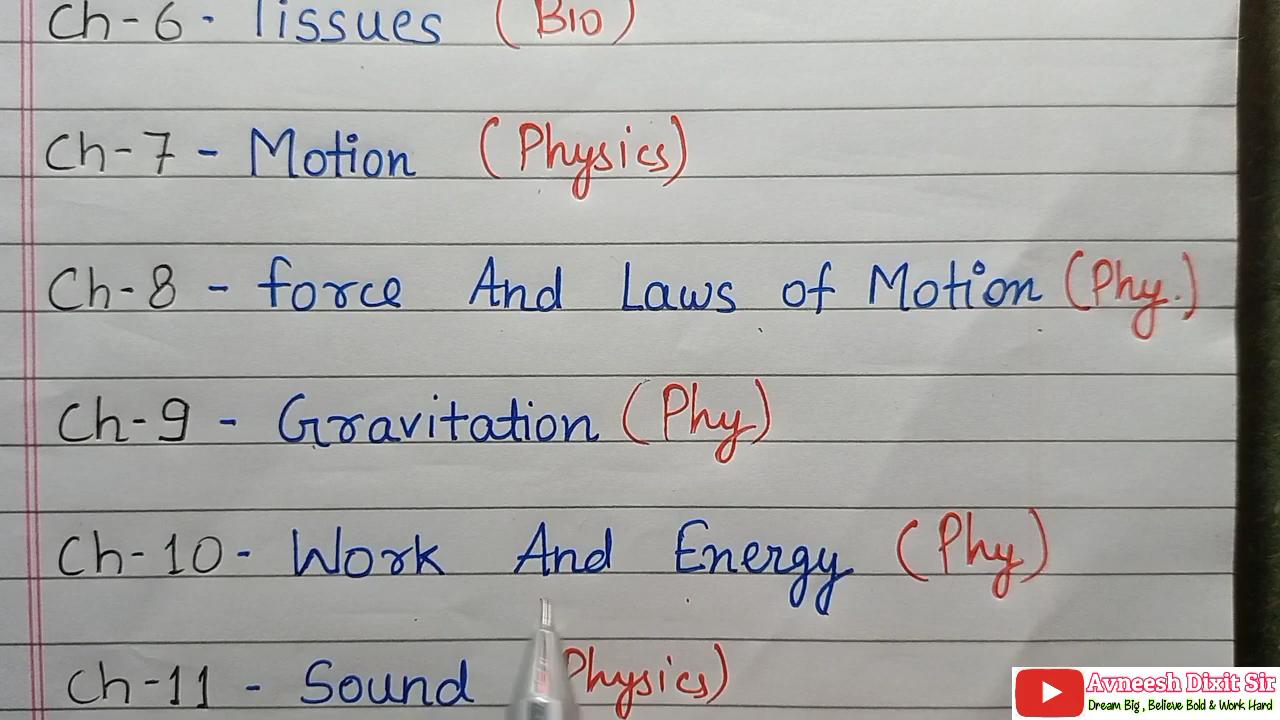 Ch-6 - Tissues (Bio)
Ch-7 - Motion (Physics)
Ch-8 - force And Laws of Motion (Phy.)
Ch-9 - Gravitation (Phy)
Ch-10 - Work And Energy (Phy)
Ch-11 - Sound (Physics)
Avneesh Dixit Sir
Dream Big , Believe Bold & Work Hard